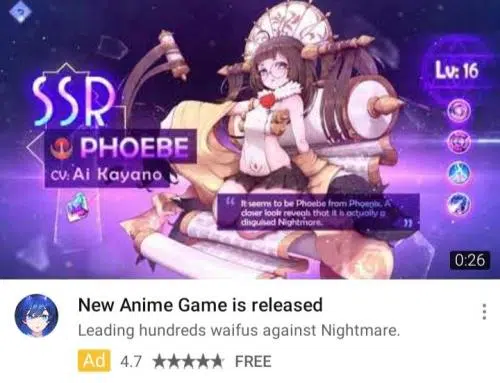 SSR
Lv: 16
PHOEBE
CV: Ai Kayano
“ It seems to be Phoebe from Phoenix. A
closer look reveals that it is actually a
disguised Nightmare. ”
0:26
New Anime Game is released
Leading hundreds waifus against Nightmare.
Ad 4.7 ★★★★★ FREE